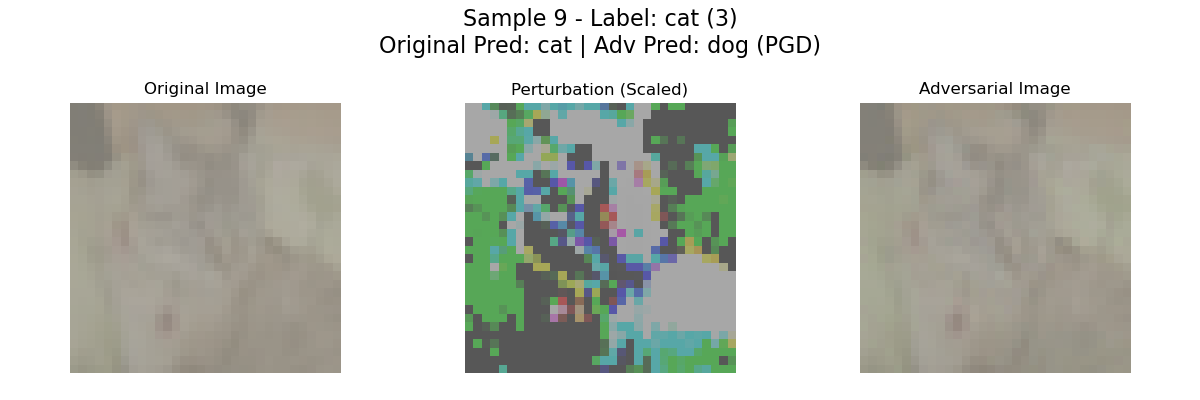 Sample 9 - Label: cat (3)
Original Pred: cat | Adv Pred: dog (PGD)
Original Image
Perturbation (Scaled)
Adversarial Image